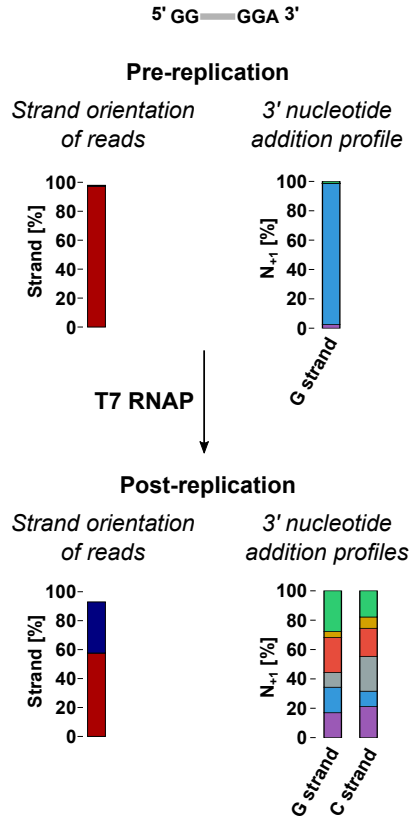 5' GG GGA 3'
Pre-replication
Strand orientation
of reads
3' nucleotide
addition profile
Strand [%]
100
80
60
40
20
0
N+1 [%]
100
80
60
40
20
0
G strand
T7 RNAP
Post-replication
Strand orientation
of reads
3' nucleotide
addition profiles
Strand [%]
100
80
60
40
20
0
N+1 [%]
100
80
60
40
20
0
G strand
C strand